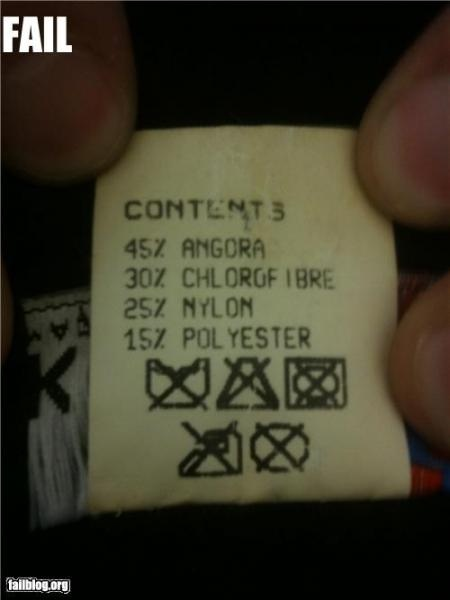 FAIL
CONTENTS
45% ANGORA
30% CHLOROFIBRE
25% NYLON
15% POLYESTER
K
failblog.org